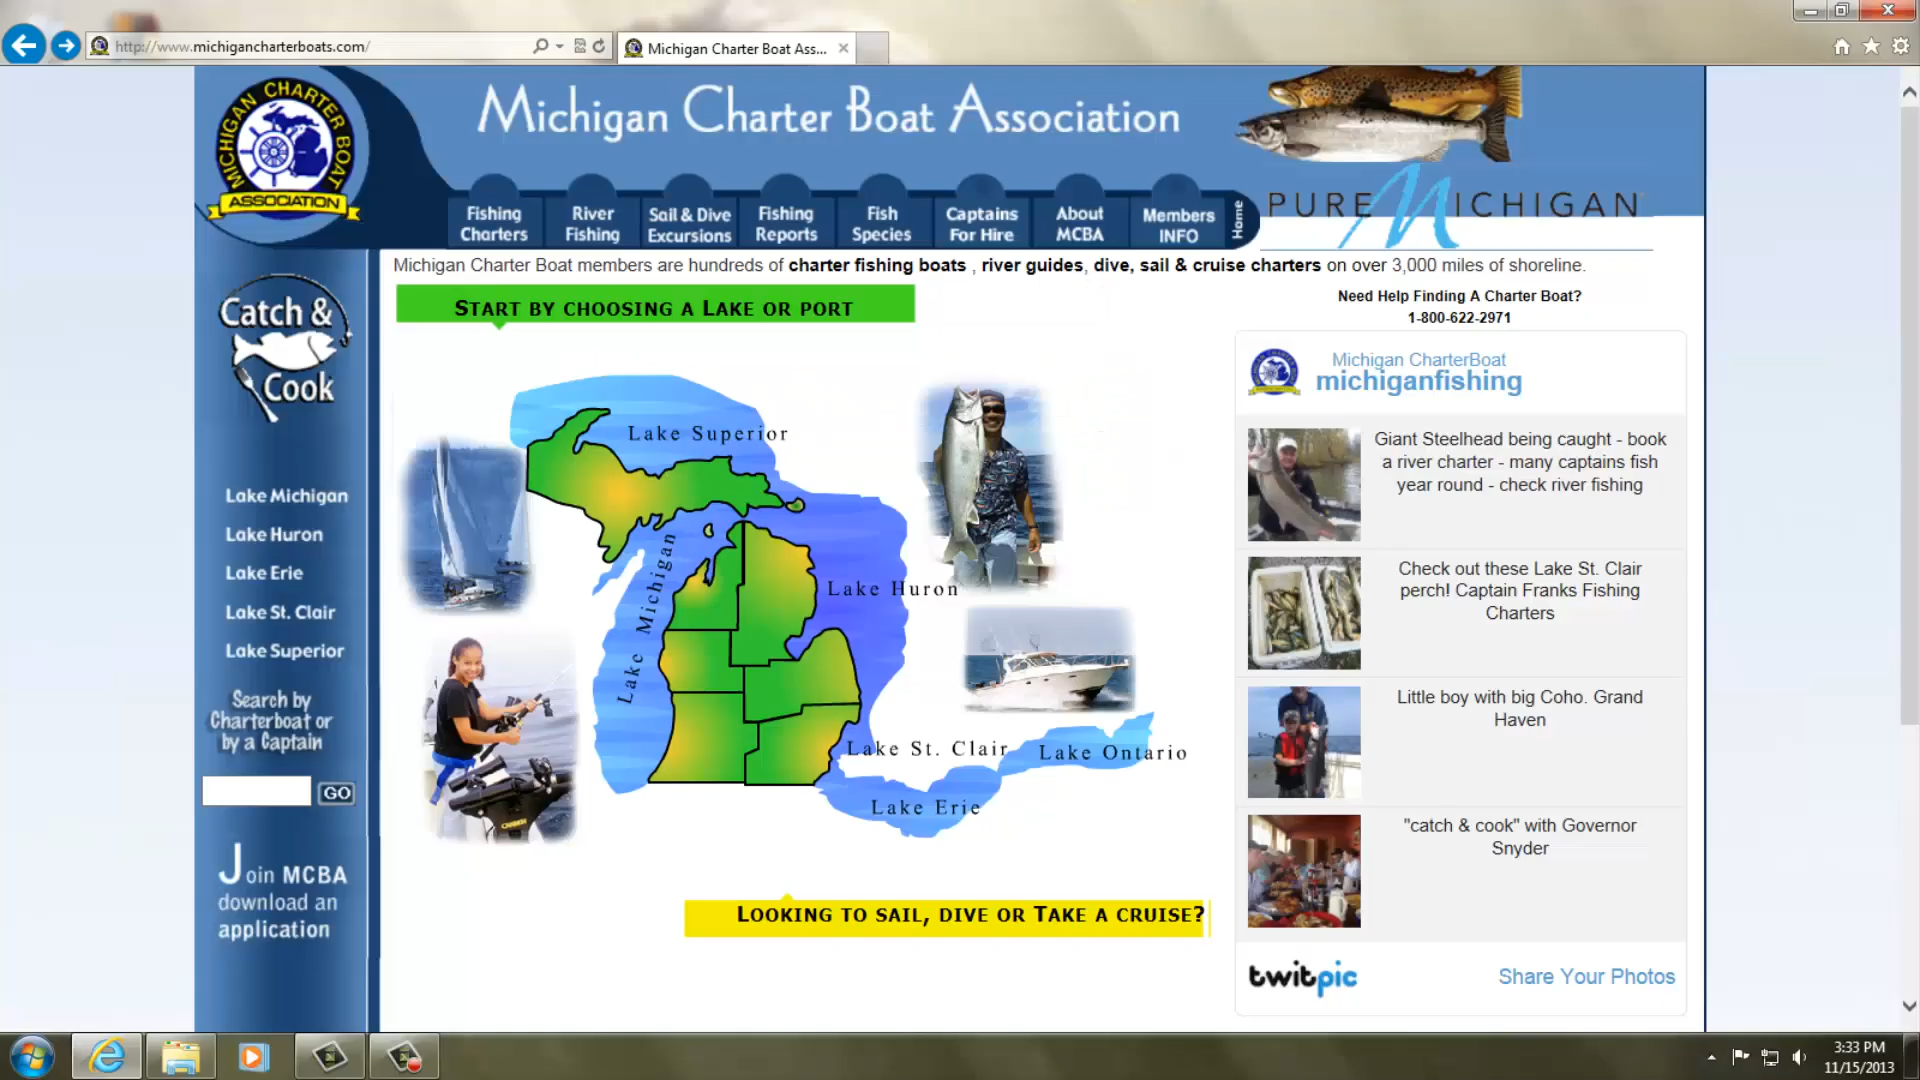 http://www.michigancharterboats.com/
Michigan Charter Boat Ass...
MICHIGAN CHARTER BOAT
ASSOCIATION
Michigan Charter Boat Association
PURE MICHIGAN
Fishing Charters
River Fishing
Sail & Dive Excursions
Fishing Reports
Fish Species
Captains For Hire
About MCBA
Members INFO
Home
Michigan Charter Boat members are hundreds of charter fishing boats , river guides, dive, sail & cruise charters on over 3,000 miles of shoreline.
START BY CHOOSING A LAKE OR PORT
Need Help Finding A Charter Boat?
1-800-622-2971
Catch &
Cook
Lake Michigan
Lake Huron
Lake Erie
Lake St. Clair
Lake Superior
Search by
Charterboat or
by a Captain
GO
Join MCBA
download an
application
Lake Superior
Lake Michigan
Lake Huron
Lake St. Clair
Lake Ontario
Lake Erie
LOOKING TO SAIL, DIVE OR TAKE A CRUISE?
Michigan CharterBoat
michiganfishing
Giant Steelhead being caught - book
a river charter - many captains fish
year round - check river fishing
Check out these Lake St. Clair
perch! Captain Franks Fishing
Charters
Little boy with big Coho. Grand
Haven
"catch & cook" with Governor
Snyder
twitpic
Share Your Photos
3:33 PM
11/15/2013